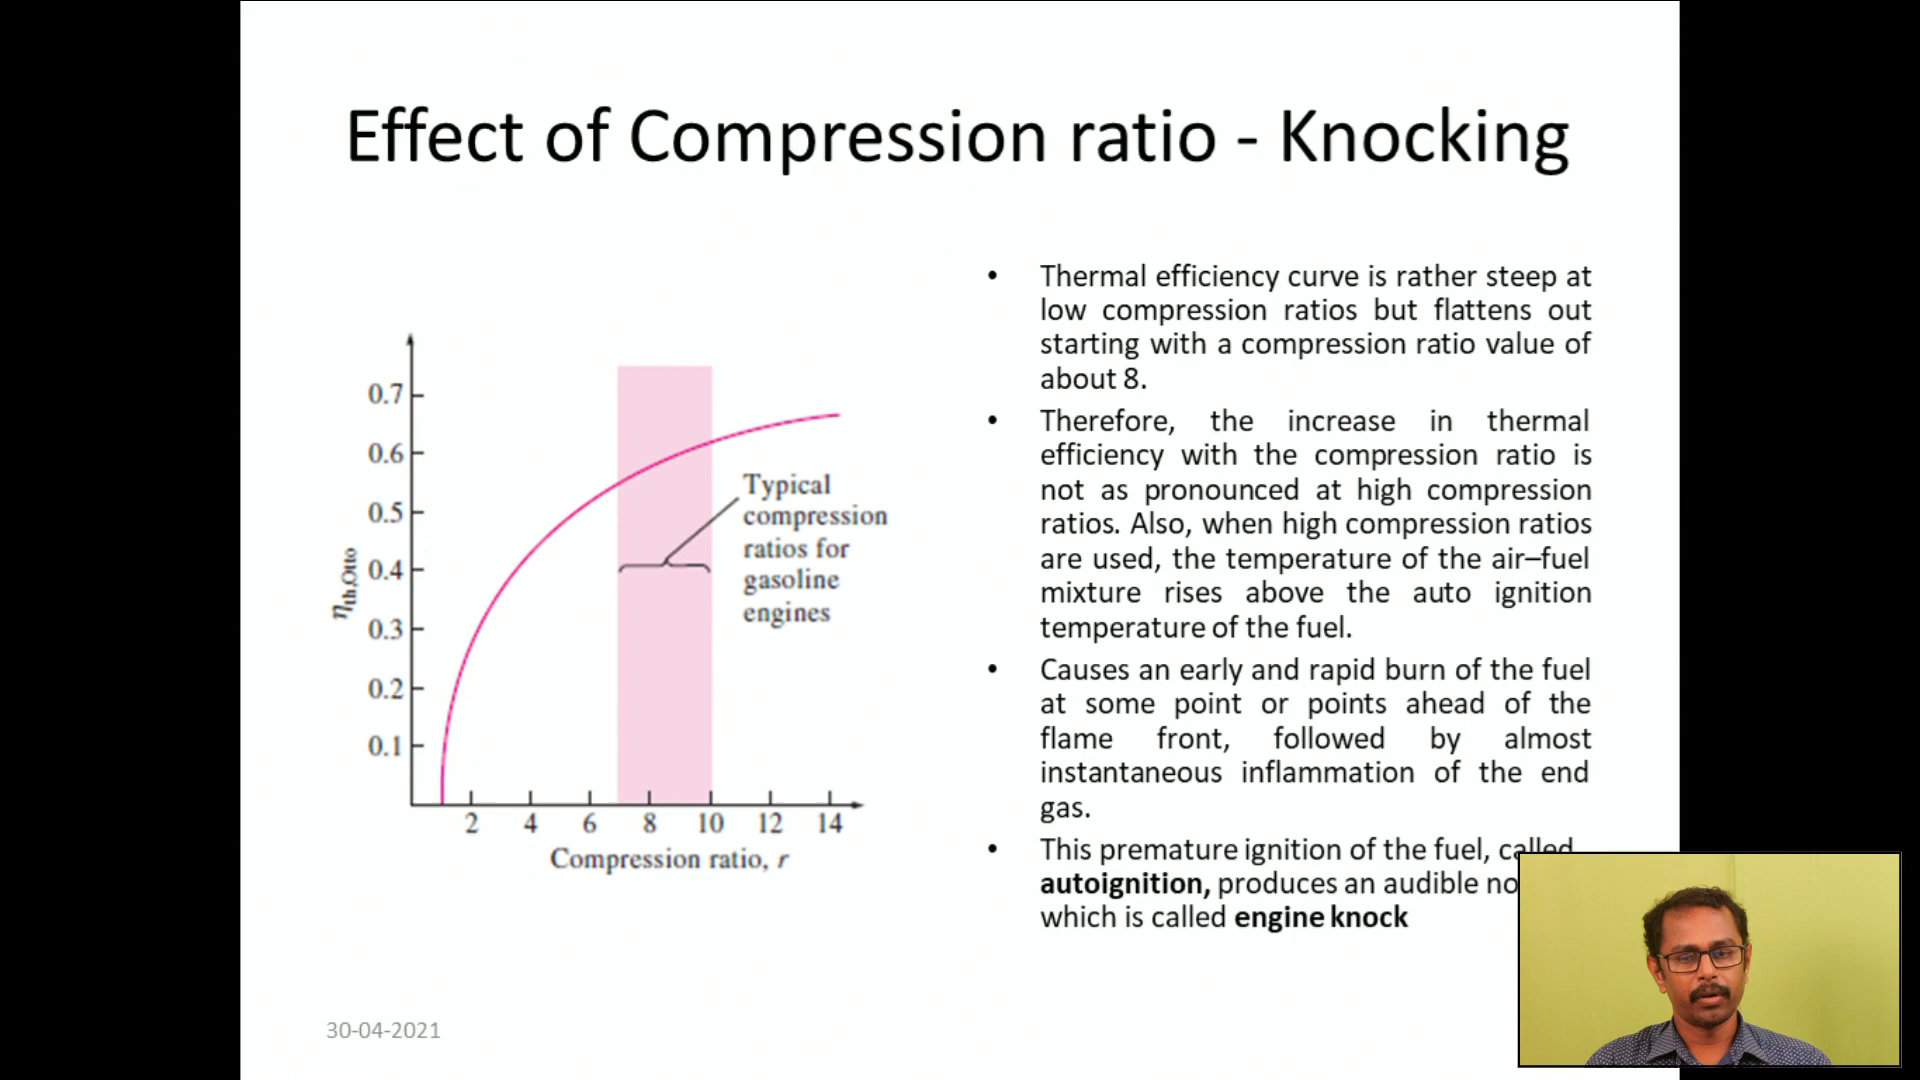 Effect of Compression ratio - Knocking
0.7
0.6
0.5
0.4
0.3
0.2
0.1
ηth,Otto
Typical
compression
ratios for
gasoline
engines
2 4 6 8 10 12 14
Compression ratio, r
• Thermal efficiency curve is rather steep at
low compression ratios but flattens out
starting with a compression ratio value of
about 8.
• Therefore, the increase in thermal
efficiency with the compression ratio is
not as pronounced at high compression
ratios. Also, when high compression ratios
are used, the temperature of the air–fuel
mixture rises above the auto ignition
temperature of the fuel.
• Causes an early and rapid burn of the fuel
at some point or points ahead of the
flame front, followed by almost
instantaneous inflammation of the end
gas.
• This premature ignition of the fuel, called
autoignition, produces an audible
which is called engine knock
30-04-2021